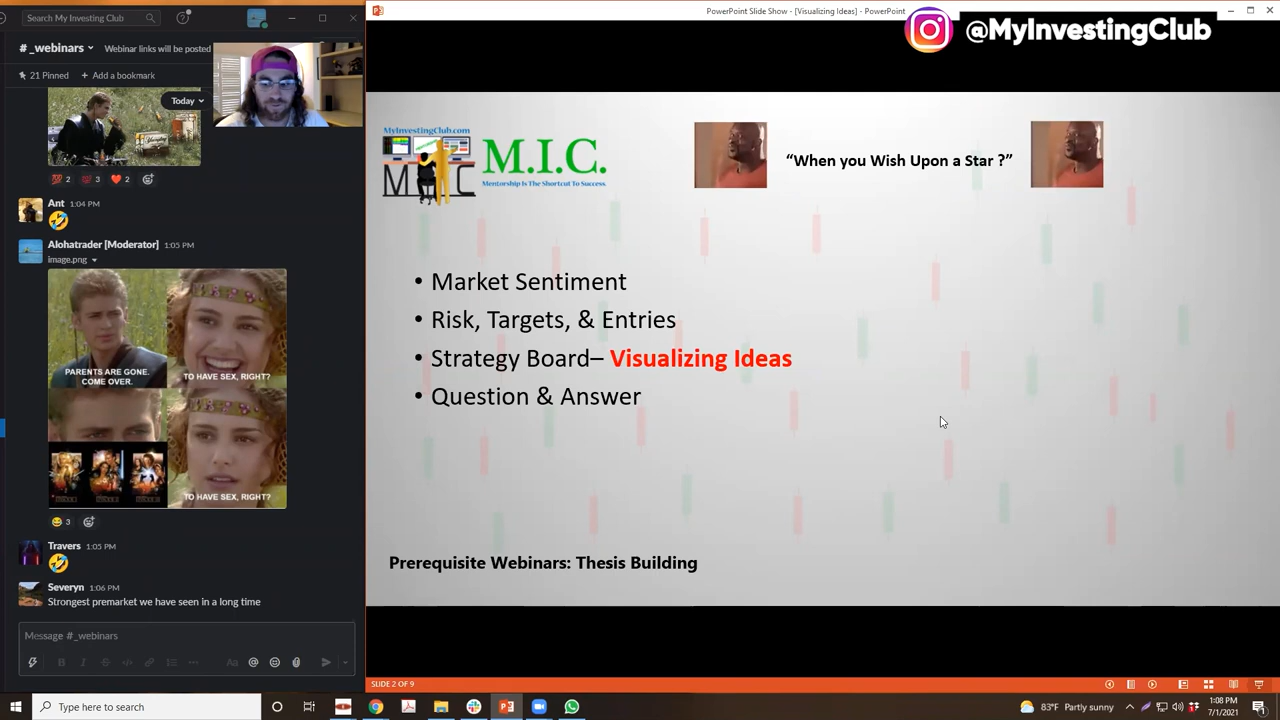 Search My Investing Club
PowerPoint Slide Show - [Visualizing Ideas] - PowerPoint
@MyInvestingClub
#_webinars
Webinar links will be posted
21 Pinned
+ Add a bookmark
Today
2
3
2
Ant 1:04 PM
Alohatrader [Moderator] 1:05 PM
image.png
PARENTS ARE GONE.
COME OVER.
TO HAVE SEX, RIGHT?
TO HAVE SEX, RIGHT?
3
Travers 1:05 PM
Severyn 1:06 PM
Strongest premarket we have seen in a long time
Message #_webinars
MyInvestingClub.com
M.I.C.
Mentorship Is The Shortcut To Success.
“When you Wish Upon a Star ?”
• Market Sentiment
• Risk, Targets, & Entries
• Strategy Board– Visualizing Ideas
• Question & Answer
Prerequisite Webinars: Thesis Building
SLIDE 2 OF 9
Type here to search
83°F Partly sunny
1:08 PM
7/1/2021